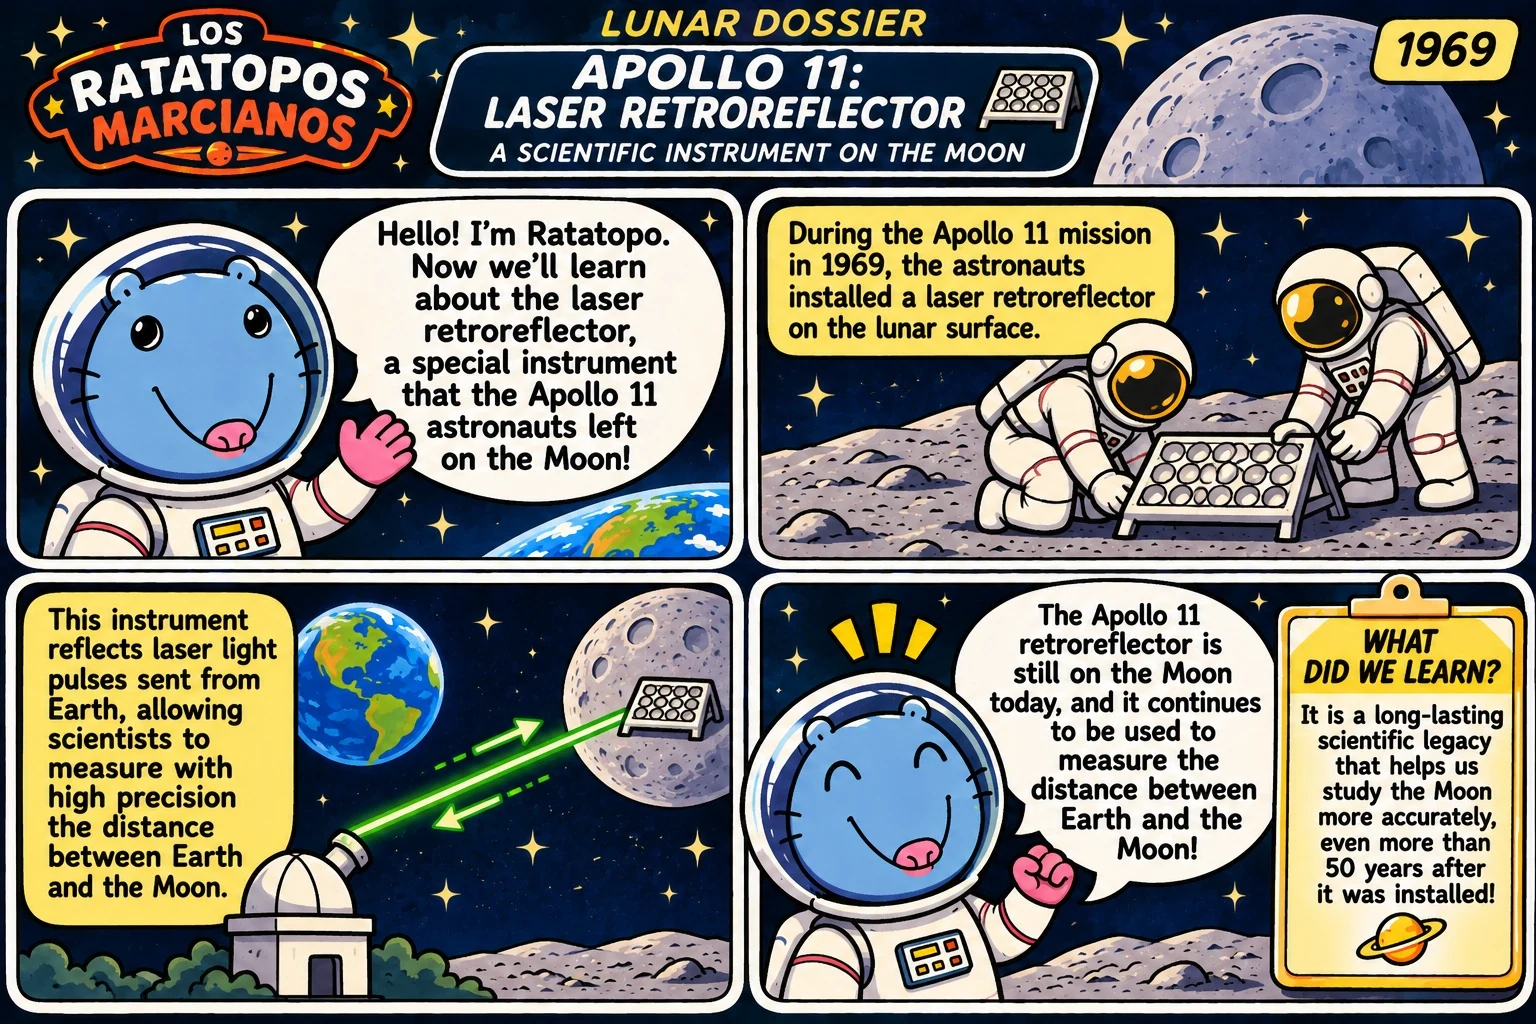 LOS
RATATOPOS
MARCIANOS
LUNAR DOSSIER
APOLLO 11:
LASER RETROREFLECTOR
A SCIENTIFIC INSTRUMENT ON THE MOON
1969
Hello! I'm Ratatopo.
Now we'll learn
about the laser
retroreflector,
a special instrument
that the Apollo 11
astronauts left
on the Moon!
During the Apollo 11 mission
in 1969, the astronauts
installed a laser retroreflector
on the lunar surface.
This instrument
reflects laser light
pulses sent from
Earth, allowing
scientists to
measure with
high precision
the distance
between Earth
and the Moon.
The Apollo 11
retroreflector is
still on the Moon
today, and it continues
to be used to
measure the
distance between
Earth and the
Moon!
WHAT
DID WE LEARN?
It is a long-lasting
scientific legacy
that helps us
study the Moon
more accurately,
even more than
50 years after
it was installed!